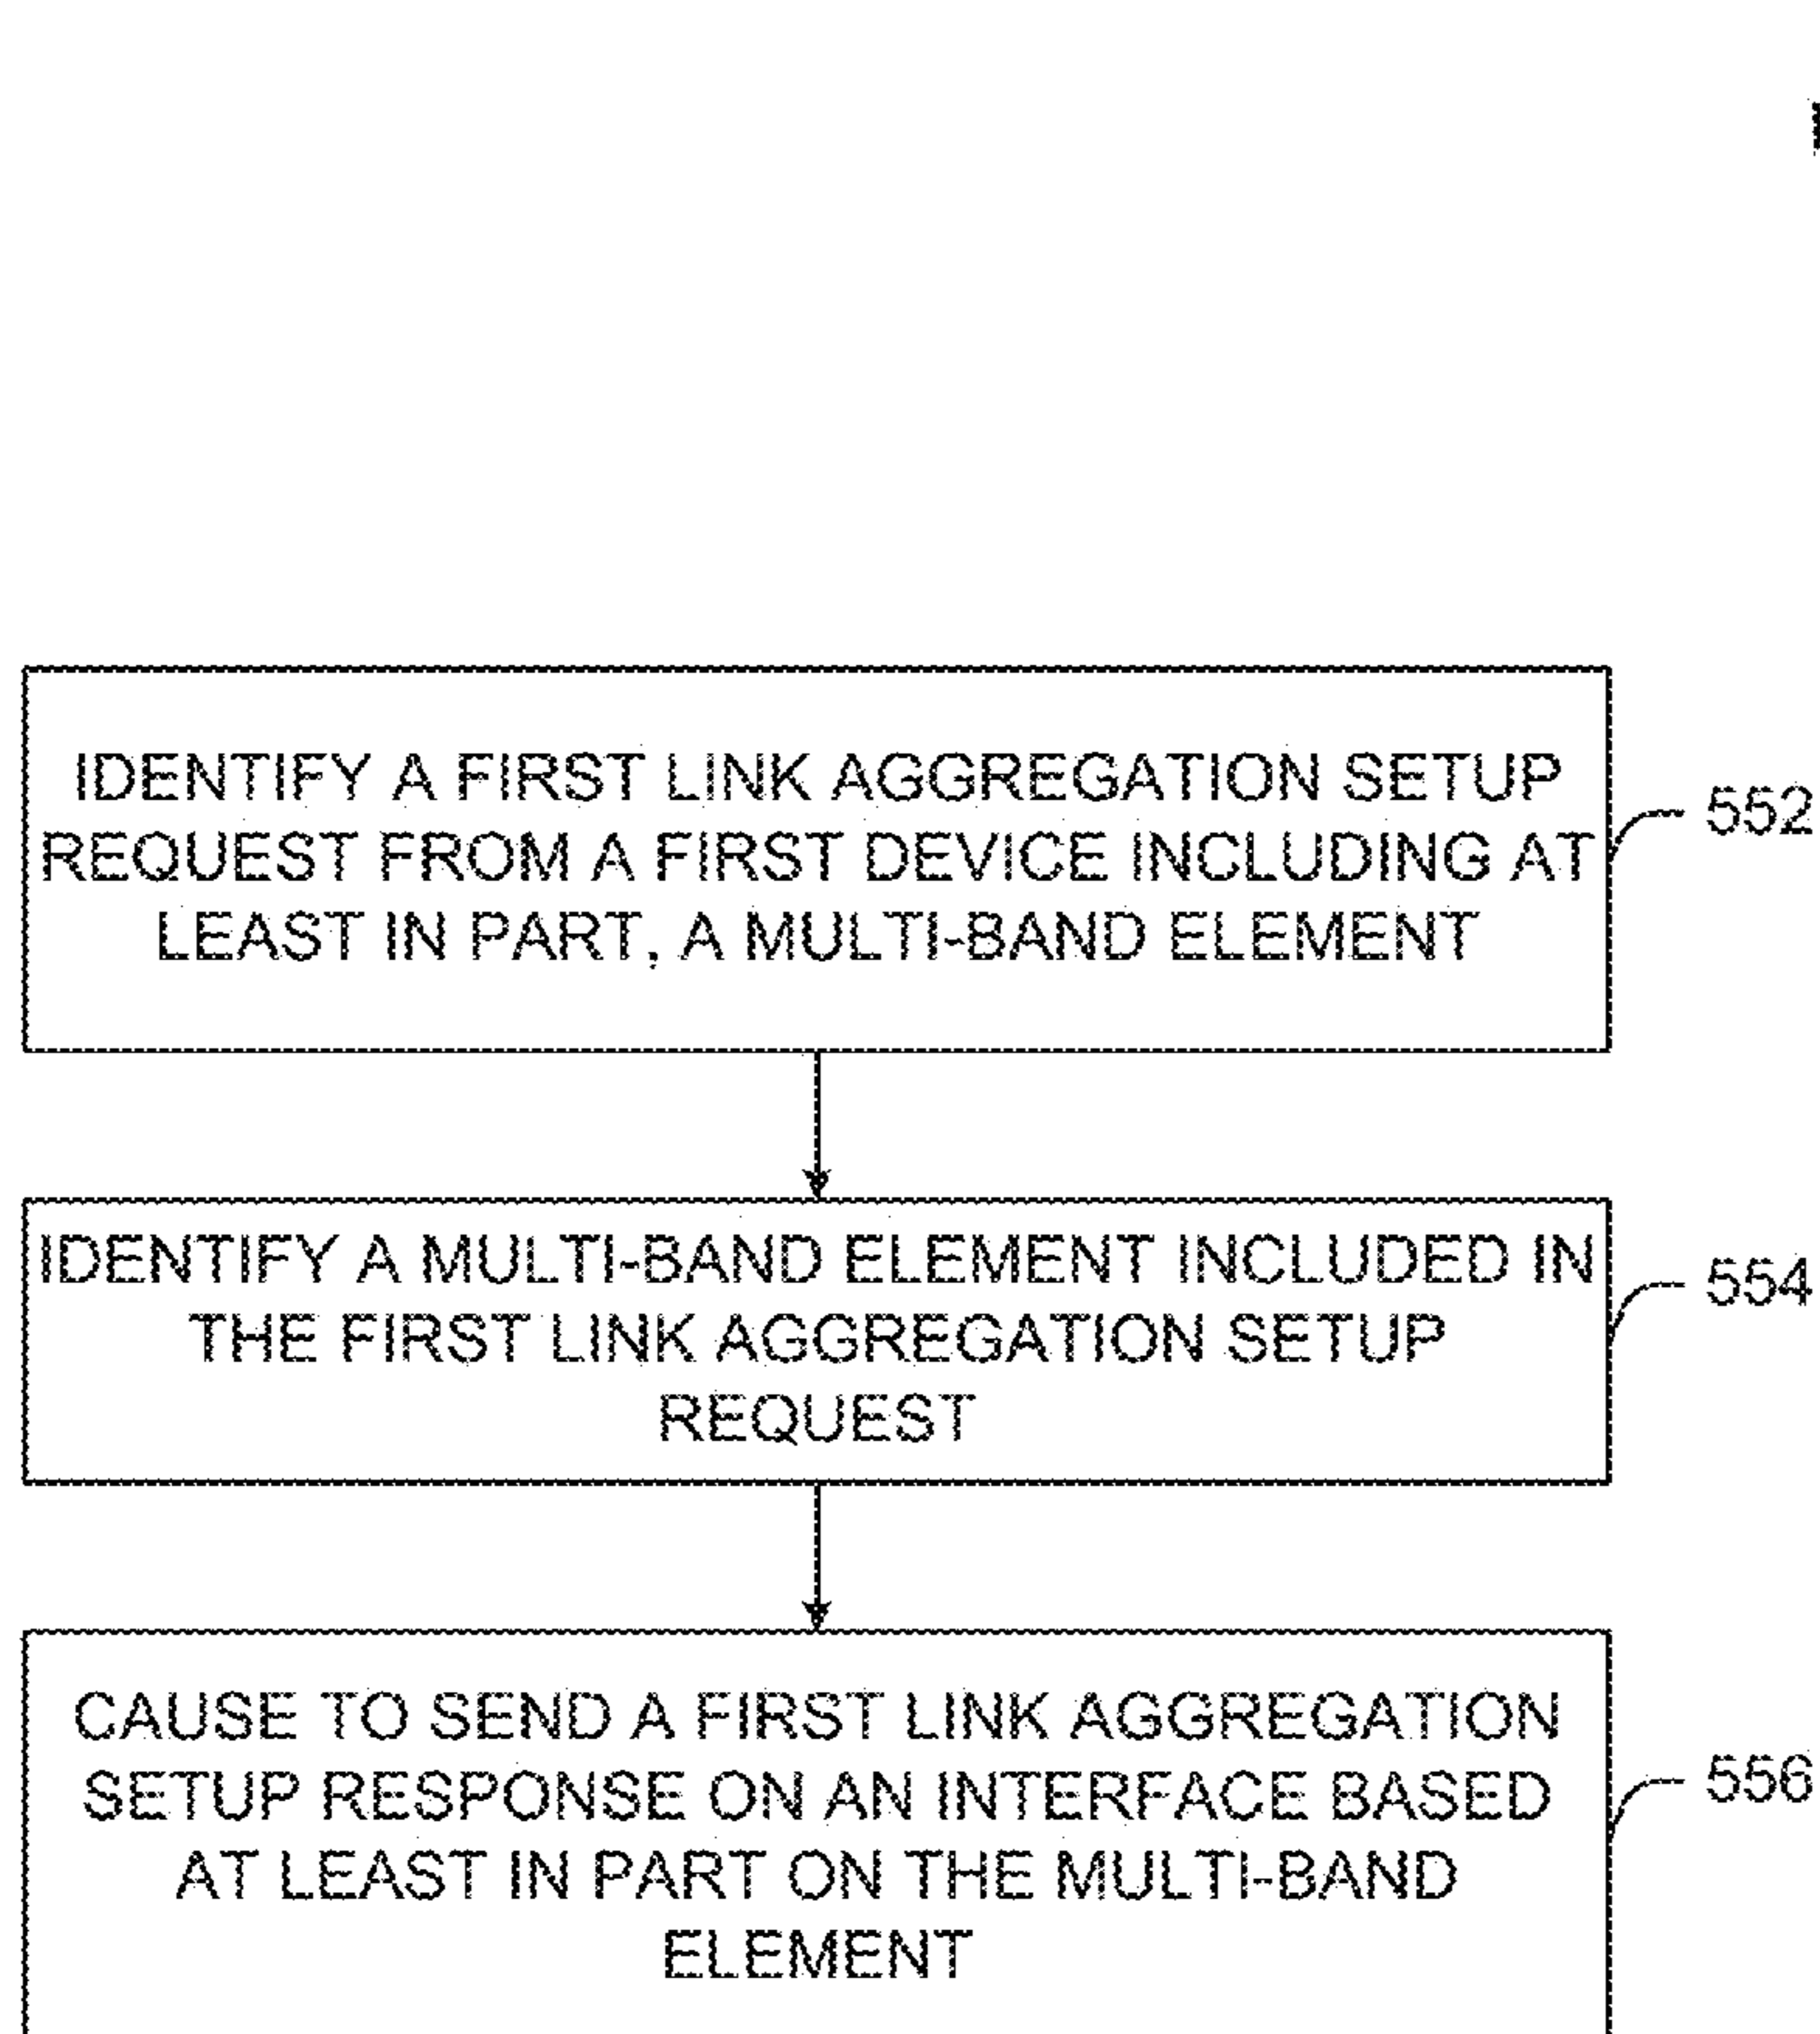 IDENTIFY A FIRST LINK AGGREGATION SETUP
REQUEST FROM A FIRST DEVICE INCLUDING AT
LEAST IN PART, A MULTI-BAND ELEMENT
552
IDENTIFY A MULTI-BAND ELEMENT INCLUDED IN
THE FIRST LINK AGGREGATION SETUP
REQUEST
554
CAUSE TO SEND A FIRST LINK AGGREGATION
SETUP RESPONSE ON AN INTERFACE BASED
AT LEAST IN PART ON THE MULTI-BAND
ELEMENT
556